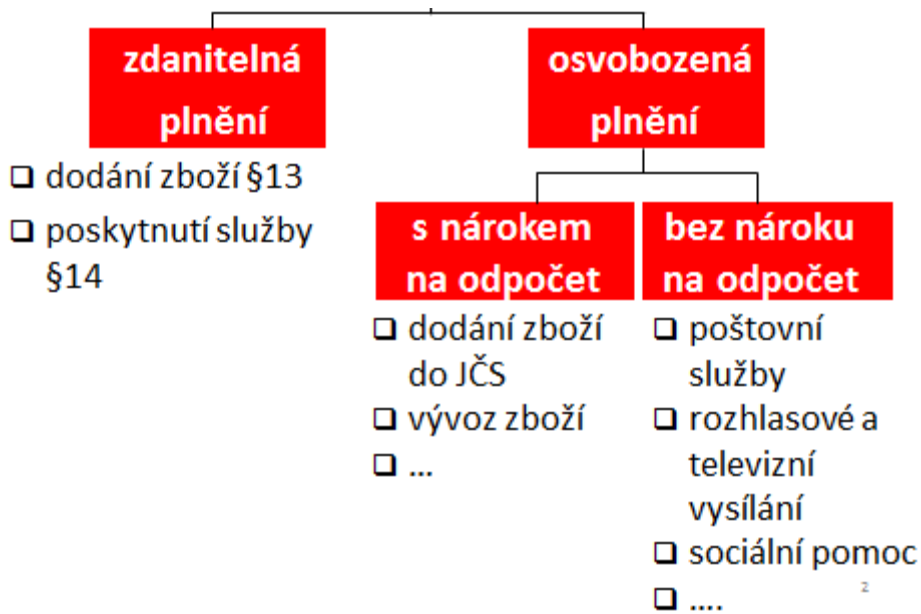 zdanitelná
plnění
❑ dodání zboží §13
❑ poskytnutí služby
§14
osvobozená
plnění
s nárokem
na odpočet
❑ dodání zboží
do JČS
❑ vývoz zboží
❑ ...
bez nároku
na odpočet
❑ poštovní
služby
❑ rozhlasové a
televizní
vysílání
❑ sociální pomoc
❑ ....
2